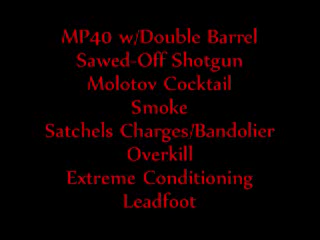 MP40 w/Double Barrel
Sawed-Off Shotgun
Molotov Cocktail
Smoke
Satchels Charges/Bandolier
Overkill
Extreme Conditioning
Leadfoot